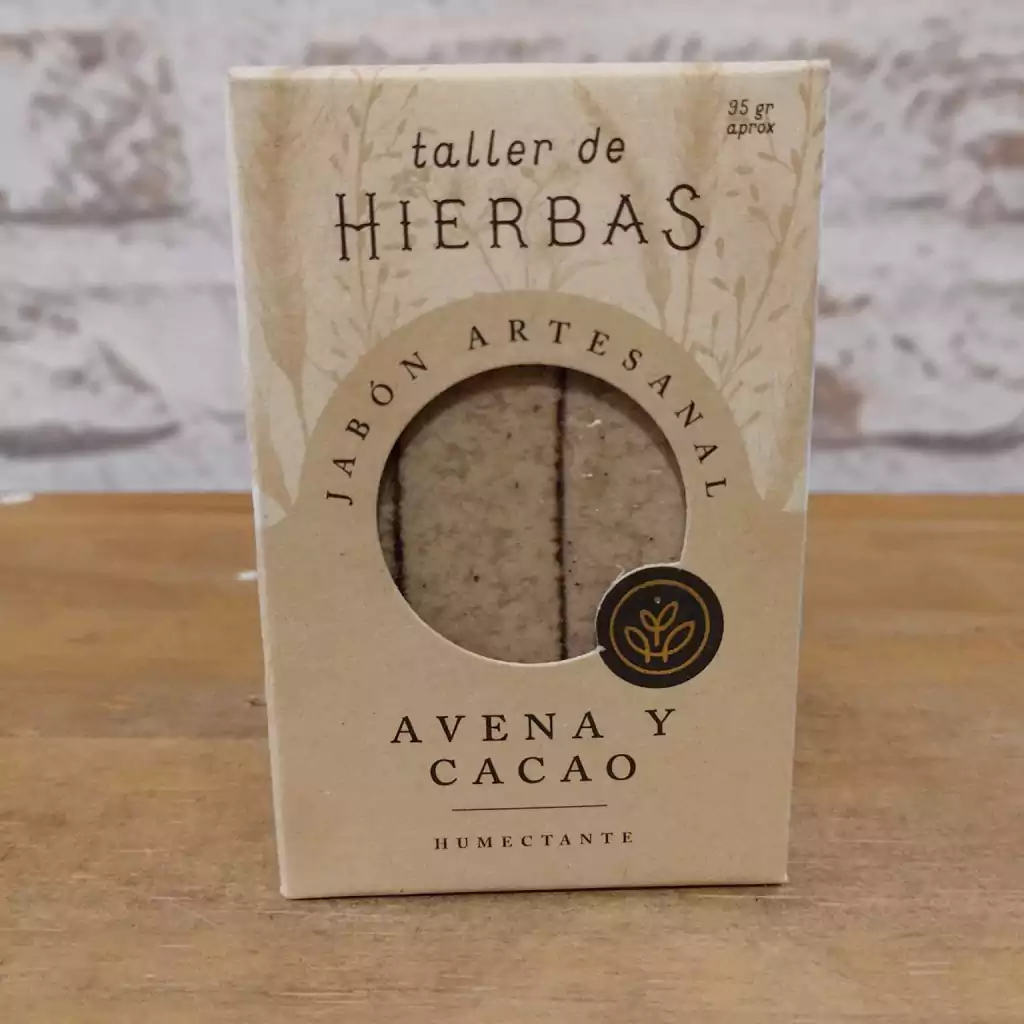 95 gr
aprox
taller de
HIERBAS
JABÓN ARTESANAL
AVENA Y
CACAO
HUMECTANTE